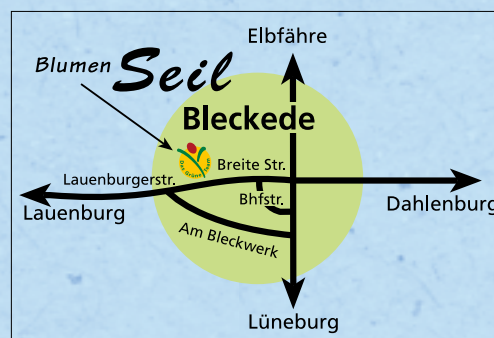 Elbfähre
Blumen Seil
Bleckede
Breite Str.
Lauenburgerstr.
Bhfstr.
Lauenburg
Dahlenburg
Am Bleckwerk
Lüneburg